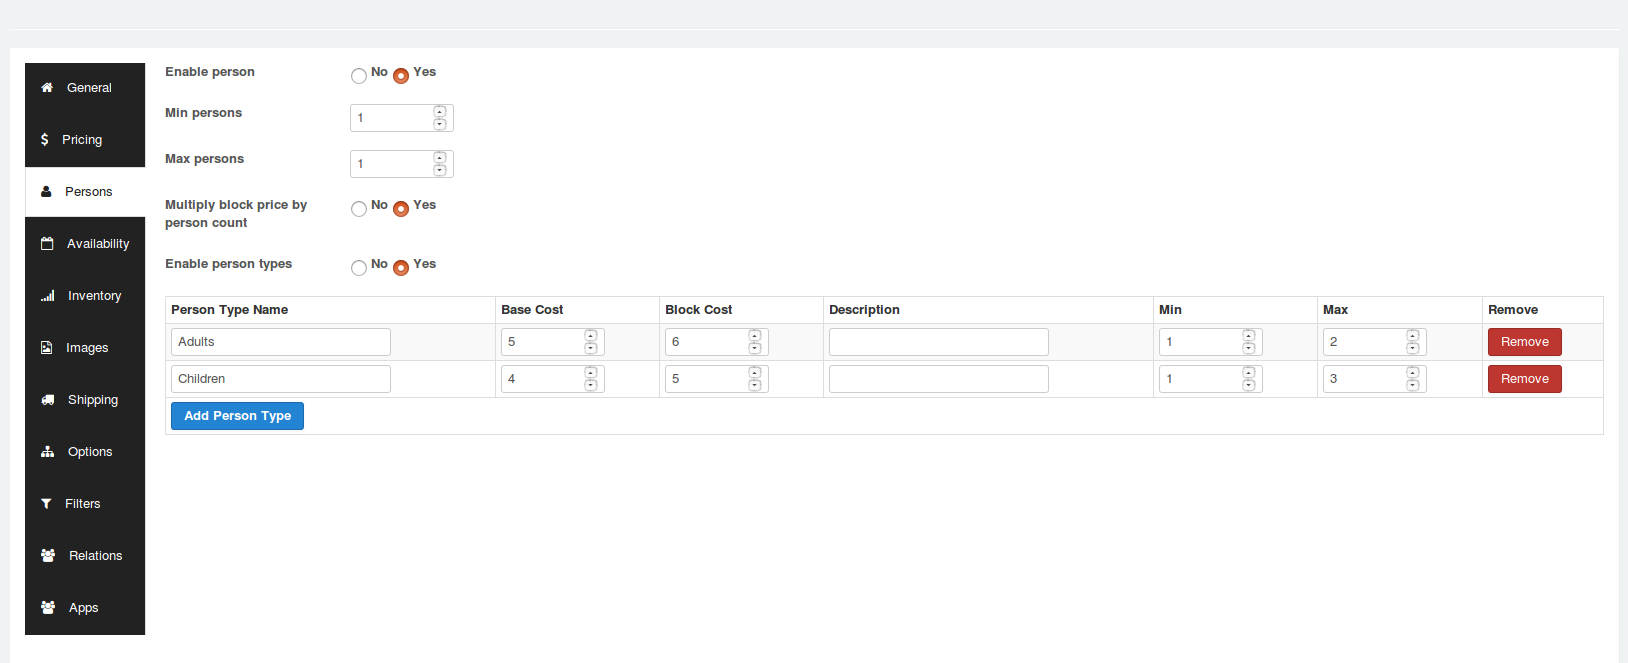 General
Pricing
Persons
Availability
Inventory
Images
Shipping
Options
Filters
Relations
Apps
Enable person No Yes
Min persons 1
Max persons 1
Multiply block price by person count No Yes
Enable person types No Yes
Person Type Name Base Cost Block Cost Description Min Max Remove
Adults 5 6 1 2 Remove
Children 4 5 1 3 Remove
Add Person Type